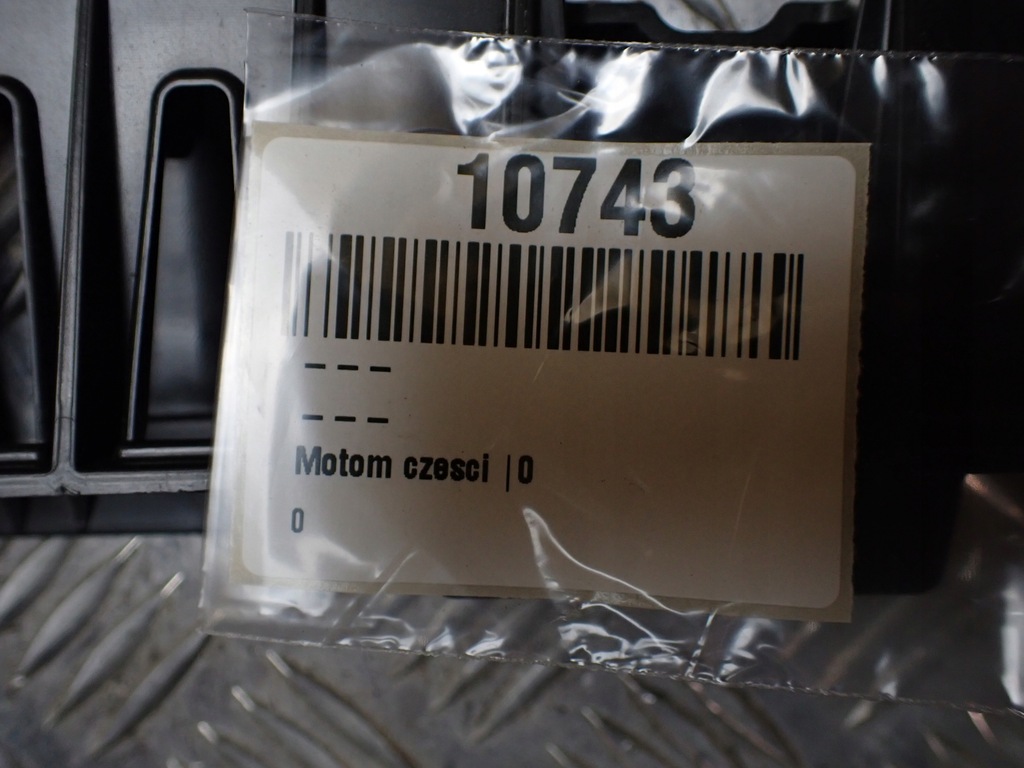 10743
---
---
Motom czesci |0
0